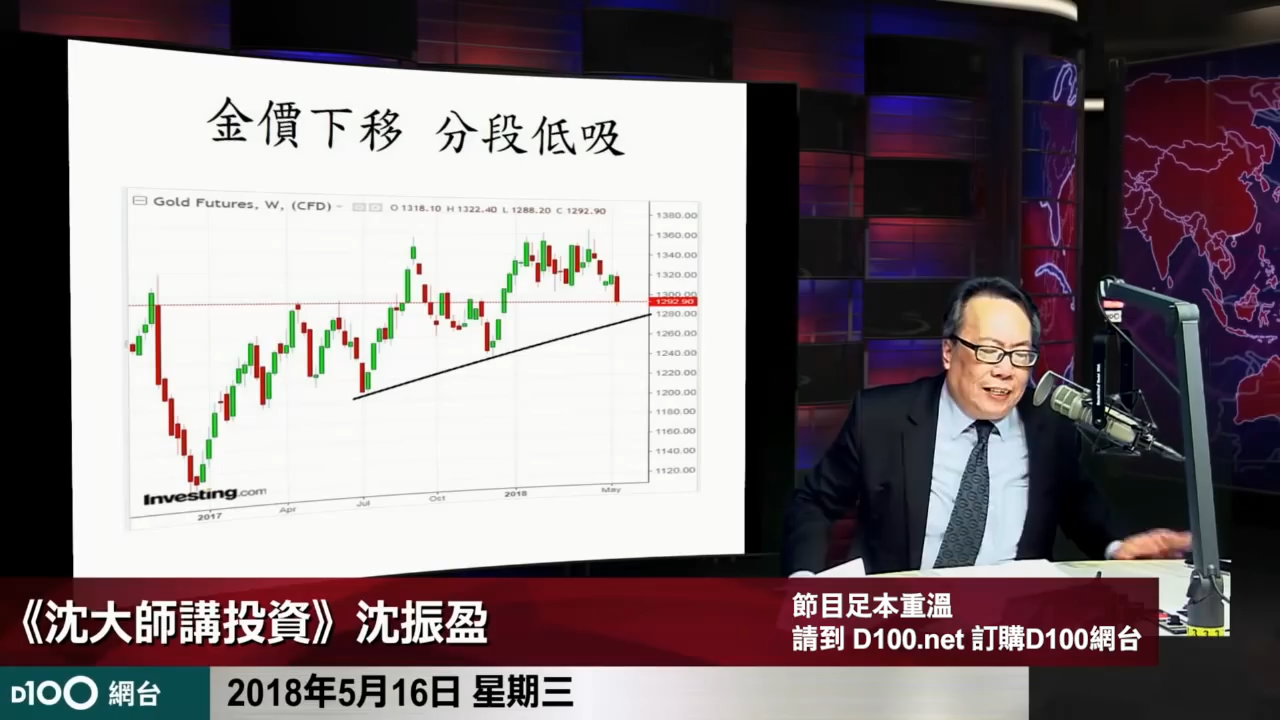 金價下移 分段低吸
Gold Futures, W, (CFD)
O 1318.10 H 1322.40 L 1288.20 C 1292.90
1380.00
1360.00
1340.00
1320.00
1300.00
1292.90
1280.00
1260.00
1240.00
1220.00
1200.00
1180.00
1160.00
1140.00
1120.00
Investing.com
2017 Apr Jul Oct 2018 May
《沈大師講投資》沈振盈
節目足本重溫
請到 D100.net 訂購D100網台
D100 網台
2018年5月16日 星期三